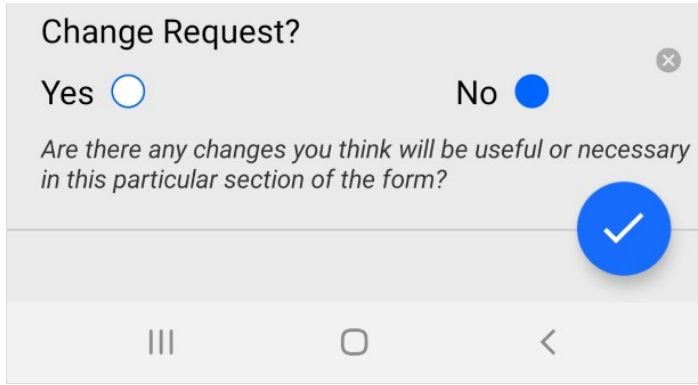 Change Request?
Yes No
Are there any changes you think will be useful or necessary
in this particular section of the form?